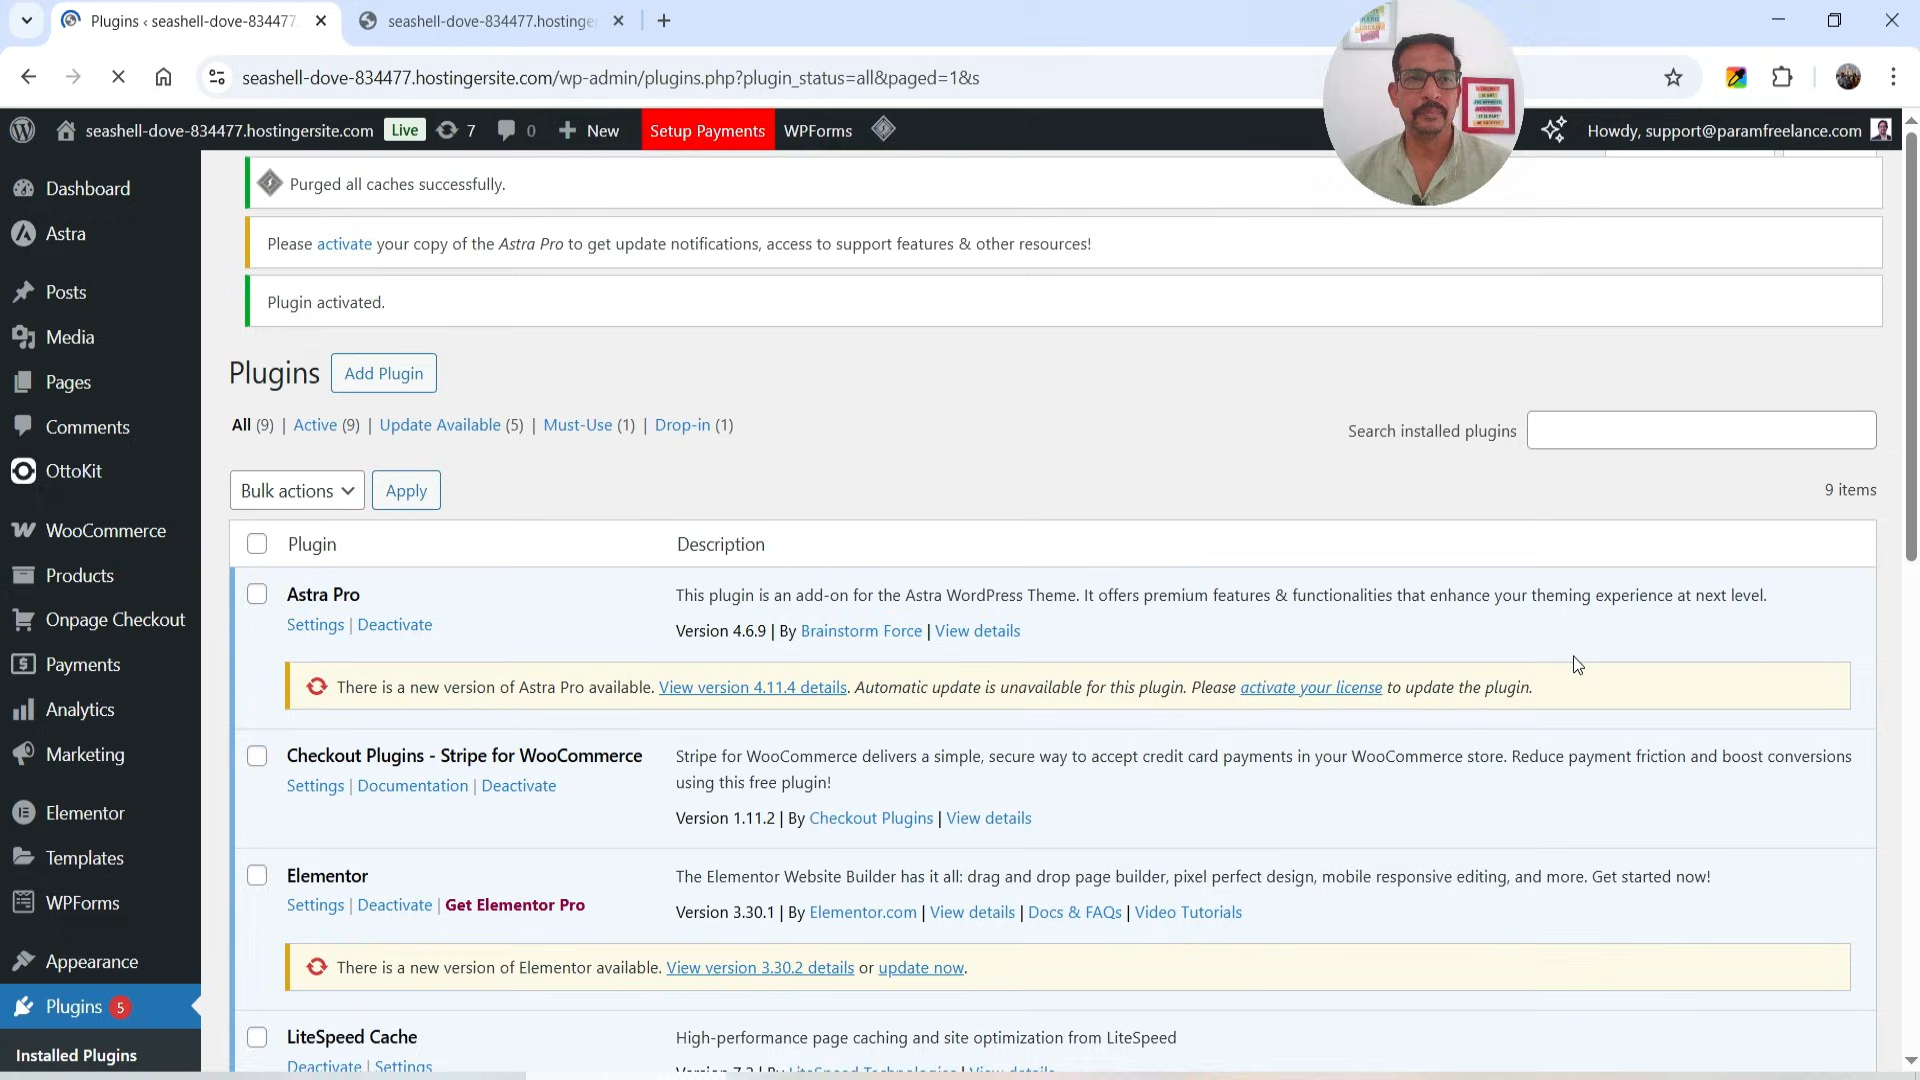 Plugins ‹ seashell-dove-834477.
seashell-dove-834477.hostinge
seashell-dove-834477.hostingersite.com/wp-admin/plugins.php?plugin_status=all&paged=1&s
seashell-dove-834477.hostingersite.com Live 7 0 New Setup Payments WPForms Howdy, support@paramfreelance.com
Dashboard
Astra
Posts
Media
Pages
Comments
OttoKit
WooCommerce
Products
Onpage Checkout
Payments
Analytics
Marketing
Elementor
Templates
WPForms
Appearance
Plugins 5
Installed Plugins
Purged all caches successfully.
Please activate your copy of the Astra Pro to get update notifications, access to support features & other resources!
Plugin activated.
Plugins Add Plugin
All (9) | Active (9) | Update Available (5) | Must-Use (1) | Drop-in (1)
Search installed plugins
Bulk actions Apply
9 items
Plugin Description
Astra Pro
Settings | Deactivate
This plugin is an add-on for the Astra WordPress Theme. It offers premium features & functionalities that enhance your theming experience at next level.
Version 4.6.9 | By Brainstorm Force | View details
There is a new version of Astra Pro available. View version 4.11.4 details. Automatic update is unavailable for this plugin. Please activate your license to update the plugin.
Checkout Plugins - Stripe for WooCommerce
Settings | Documentation | Deactivate
Stripe for WooCommerce delivers a simple, secure way to accept credit card payments in your WooCommerce store. Reduce payment friction and boost conversions
using this free plugin!
Version 1.11.2 | By Checkout Plugins | View details
Elementor
Settings | Deactivate | Get Elementor Pro
The Elementor Website Builder has it all: drag and drop page builder, pixel perfect design, mobile responsive editing, and more. Get started now!
Version 3.30.1 | By Elementor.com | View details | Docs & FAQs | Video Tutorials
There is a new version of Elementor available. View version 3.30.2 details or update now.
LiteSpeed Cache
Deactivate | Settings
High-performance page caching and site optimization from LiteSpeed